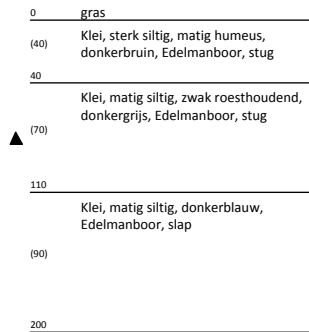 0 gras
(40) Klei, sterk siltig, matig humeus,
donkerbruin, Edelmanboor, stug
40
Klei, matig siltig, zwak roesthoudend,
donkergrijs, Edelmanboor, stug
(70)
110
Klei, matig siltig, donkerblauw,
Edelmanboor, slap
(90)
200